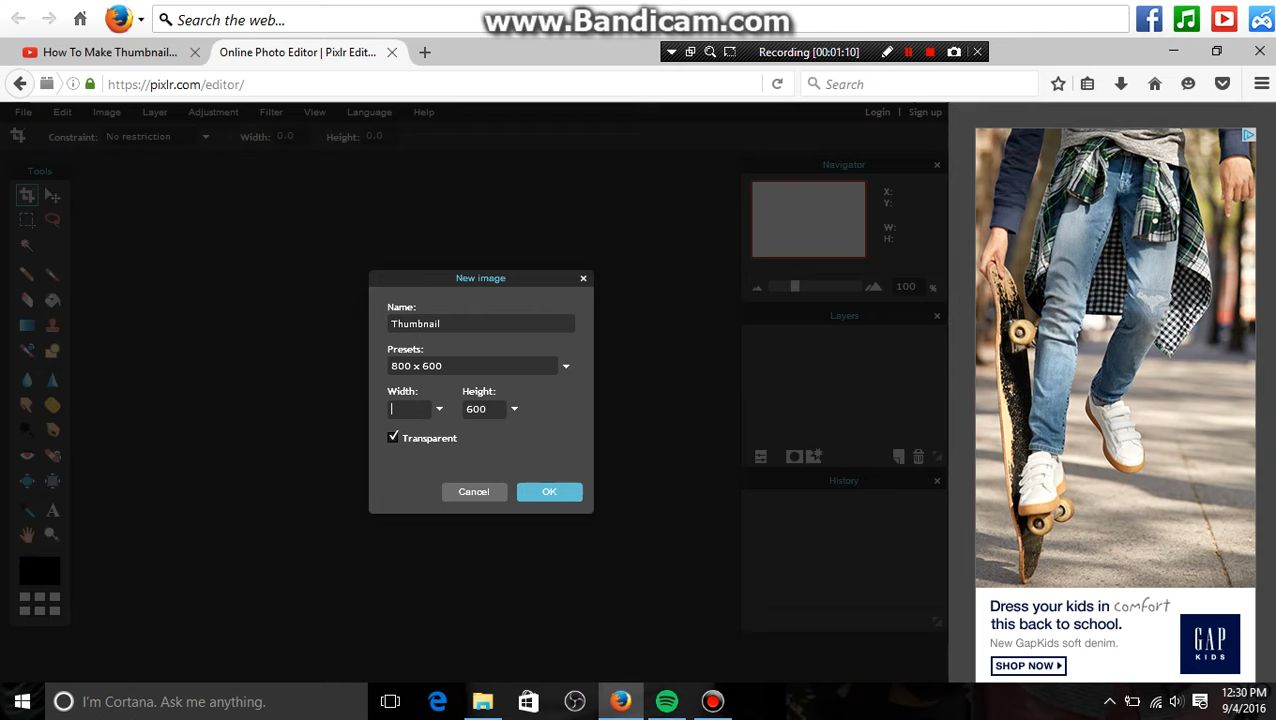 www.Bandicam.com
Search the web...
How To Make Thumbnail...
Online Photo Editor | Pixlr Edit...
Recording [00:01:10]
https://pixlr.com/editor/
Search
File Edit Image Layer Adjustment Filter View Language Help
Login Sign up
Constraint: No restriction Width: 0.0 Height: 0.0
Tools
Navigator
X:
Y:
W:
H:
100 %
New image
Name:
Thumbnail
Presets:
800 x 600
Width: Height:
600
Transparent
Cancel OK
Layers
History
Dress your kids in comfort
this back to school.
New GapKids soft denim.
SHOP NOW
GAP
KIDS
I'm Cortana. Ask me anything.
12:30 PM
9/4/2016